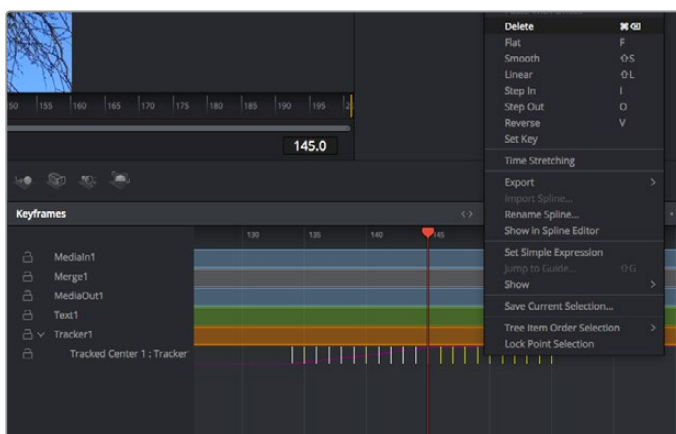 Delete ⌘⌫
Flat F
Smooth ⇧S
Linear ⇧L
Step In I
Step Out O
Reverse V
Set Key
Time Stretching
Export >
Import Spline...
Rename Spline...
Show in Spline Editor
Set Simple Expression
Jump to Guide... ⇧G
Show >
Save Current Selection...
Tree Item Order Selection >
Lock Point Selection
155 160 165 170 175 180 185 190 195
145.0
Keyframes
130 135 140 145
MediaIn1
Merge1
MediaOut1
Text1
Tracker1
Tracked Center 1 : Tracker